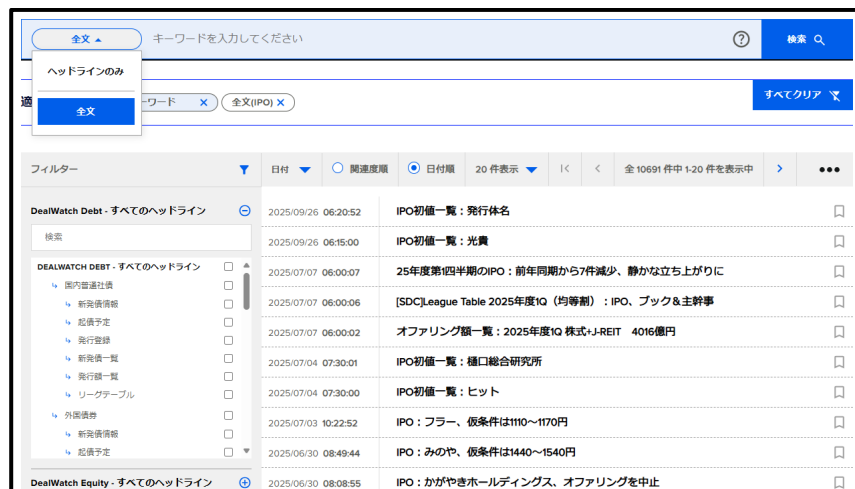 全文
キーワードを入力してください
検索
ヘッドラインのみ
全文
適
ーワード
全文(IPO)
すべてクリア
フィルター
日付
関連度順
日付順
20 件表示
全 10691 件中 1-20 件を表示中
DealWatch Debt - すべてのヘッドライン
検索
DEALWATCH DEBT - すべてのヘッドライン
国内普通社債
新発債情報
起債予定
発行登録
新発債一覧
発行額一覧
リーグテーブル
外国債券
新発債情報
起債予定
DealWatch Equity - すべてのヘッドライン
2025/09/26 06:20:52 IPO初値一覧：発行体名
2025/09/26 06:15:00 IPO初値一覧：光貴
2025/07/07 06:00:07 25年度第1四半期のIPO：前年同期から7件減少、静かな立ち上がりに
2025/07/07 06:00:06 [SDC]League Table 2025年度1Q（均等割）：IPO、ブック＆主幹事
2025/07/07 06:00:02 オファリング額一覧：2025年度1Q 株式+J-REIT 4016億円
2025/07/04 07:30:01 IPO初値一覧：樋口総合研究所
2025/07/04 07:30:00 IPO初値一覧：ヒット
2025/07/03 10:22:52 IPO：フラー、仮条件は1110～1170円
2025/06/30 08:49:44 IPO：みのや、仮条件は1440～1540円
2025/06/30 08:08:55 IPO：かがやきホールディングス、オファリングを中止